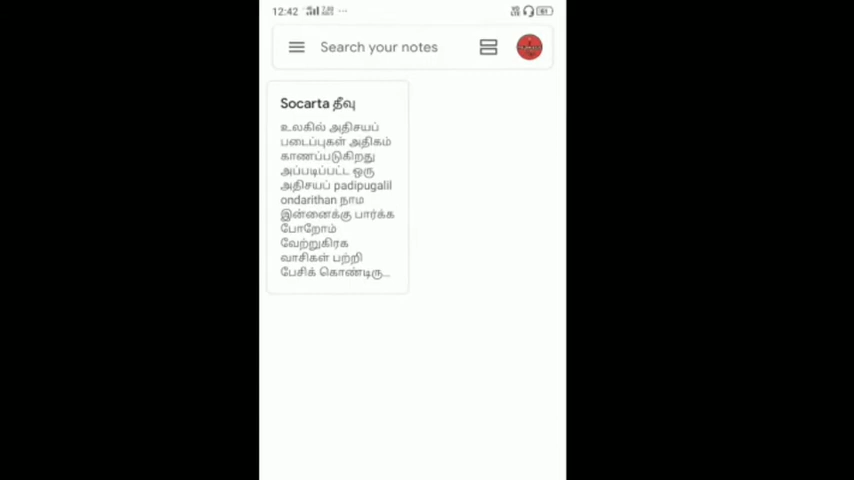 12:42
Search your notes
Socarta தீவு
உலகில் அதிசயப்
படைப்புகள் அதிகம்
காணப்படுகிறது
அப்படிப்பட்ட ஒரு
அதிசயப் padipugalil
ondarithan நாம
இன்னைக்கு பார்க்க
போறோம்
வேற்றுகிரக
வாசிகள் பற்றி
பேசிக் கொண்டிரு...